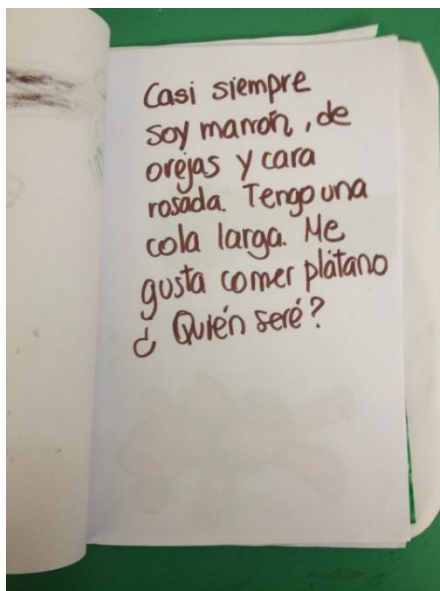 Casi siempre
soy marrón, de
orejas y cara
rosada. Tengo una
cola larga. Me
gusta comer plátano
¿ Quién seré?